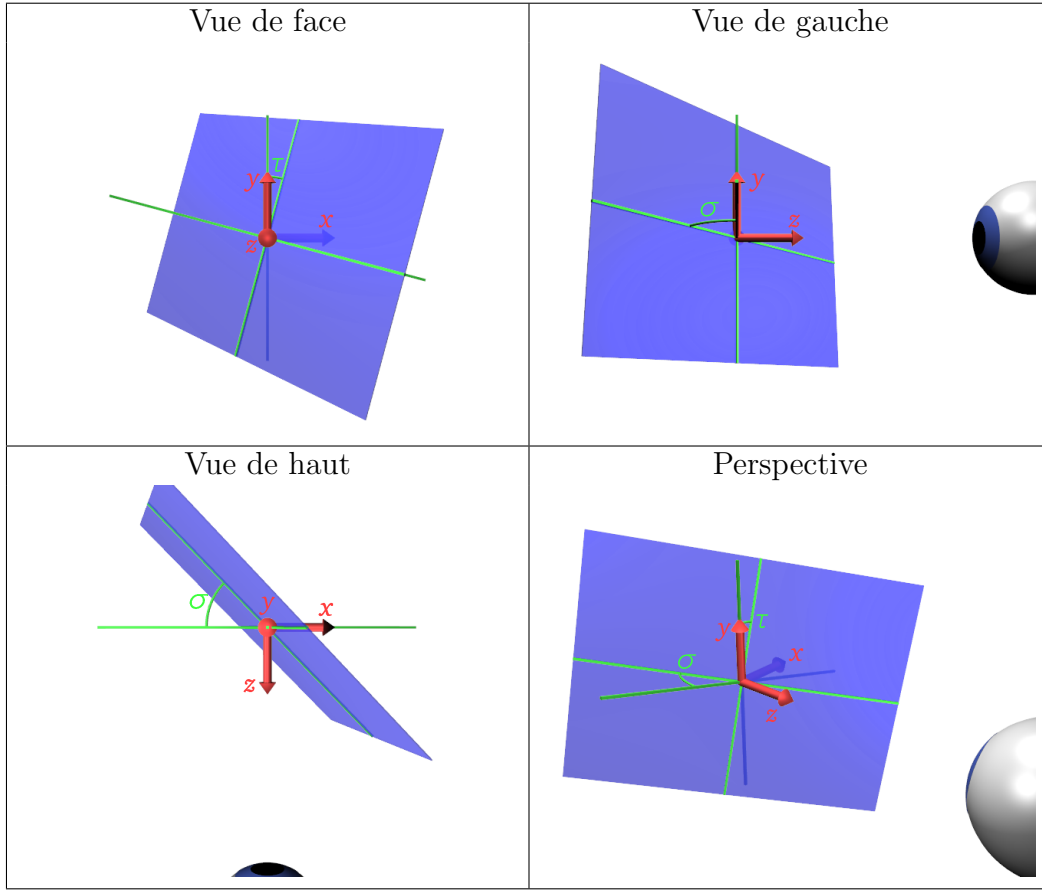 Vue de face
τ
y
x
z
Vue de gauche
σ
y
z
Vue de haut
σ
y
x
z
Perspective
y
τ
x
σ
z